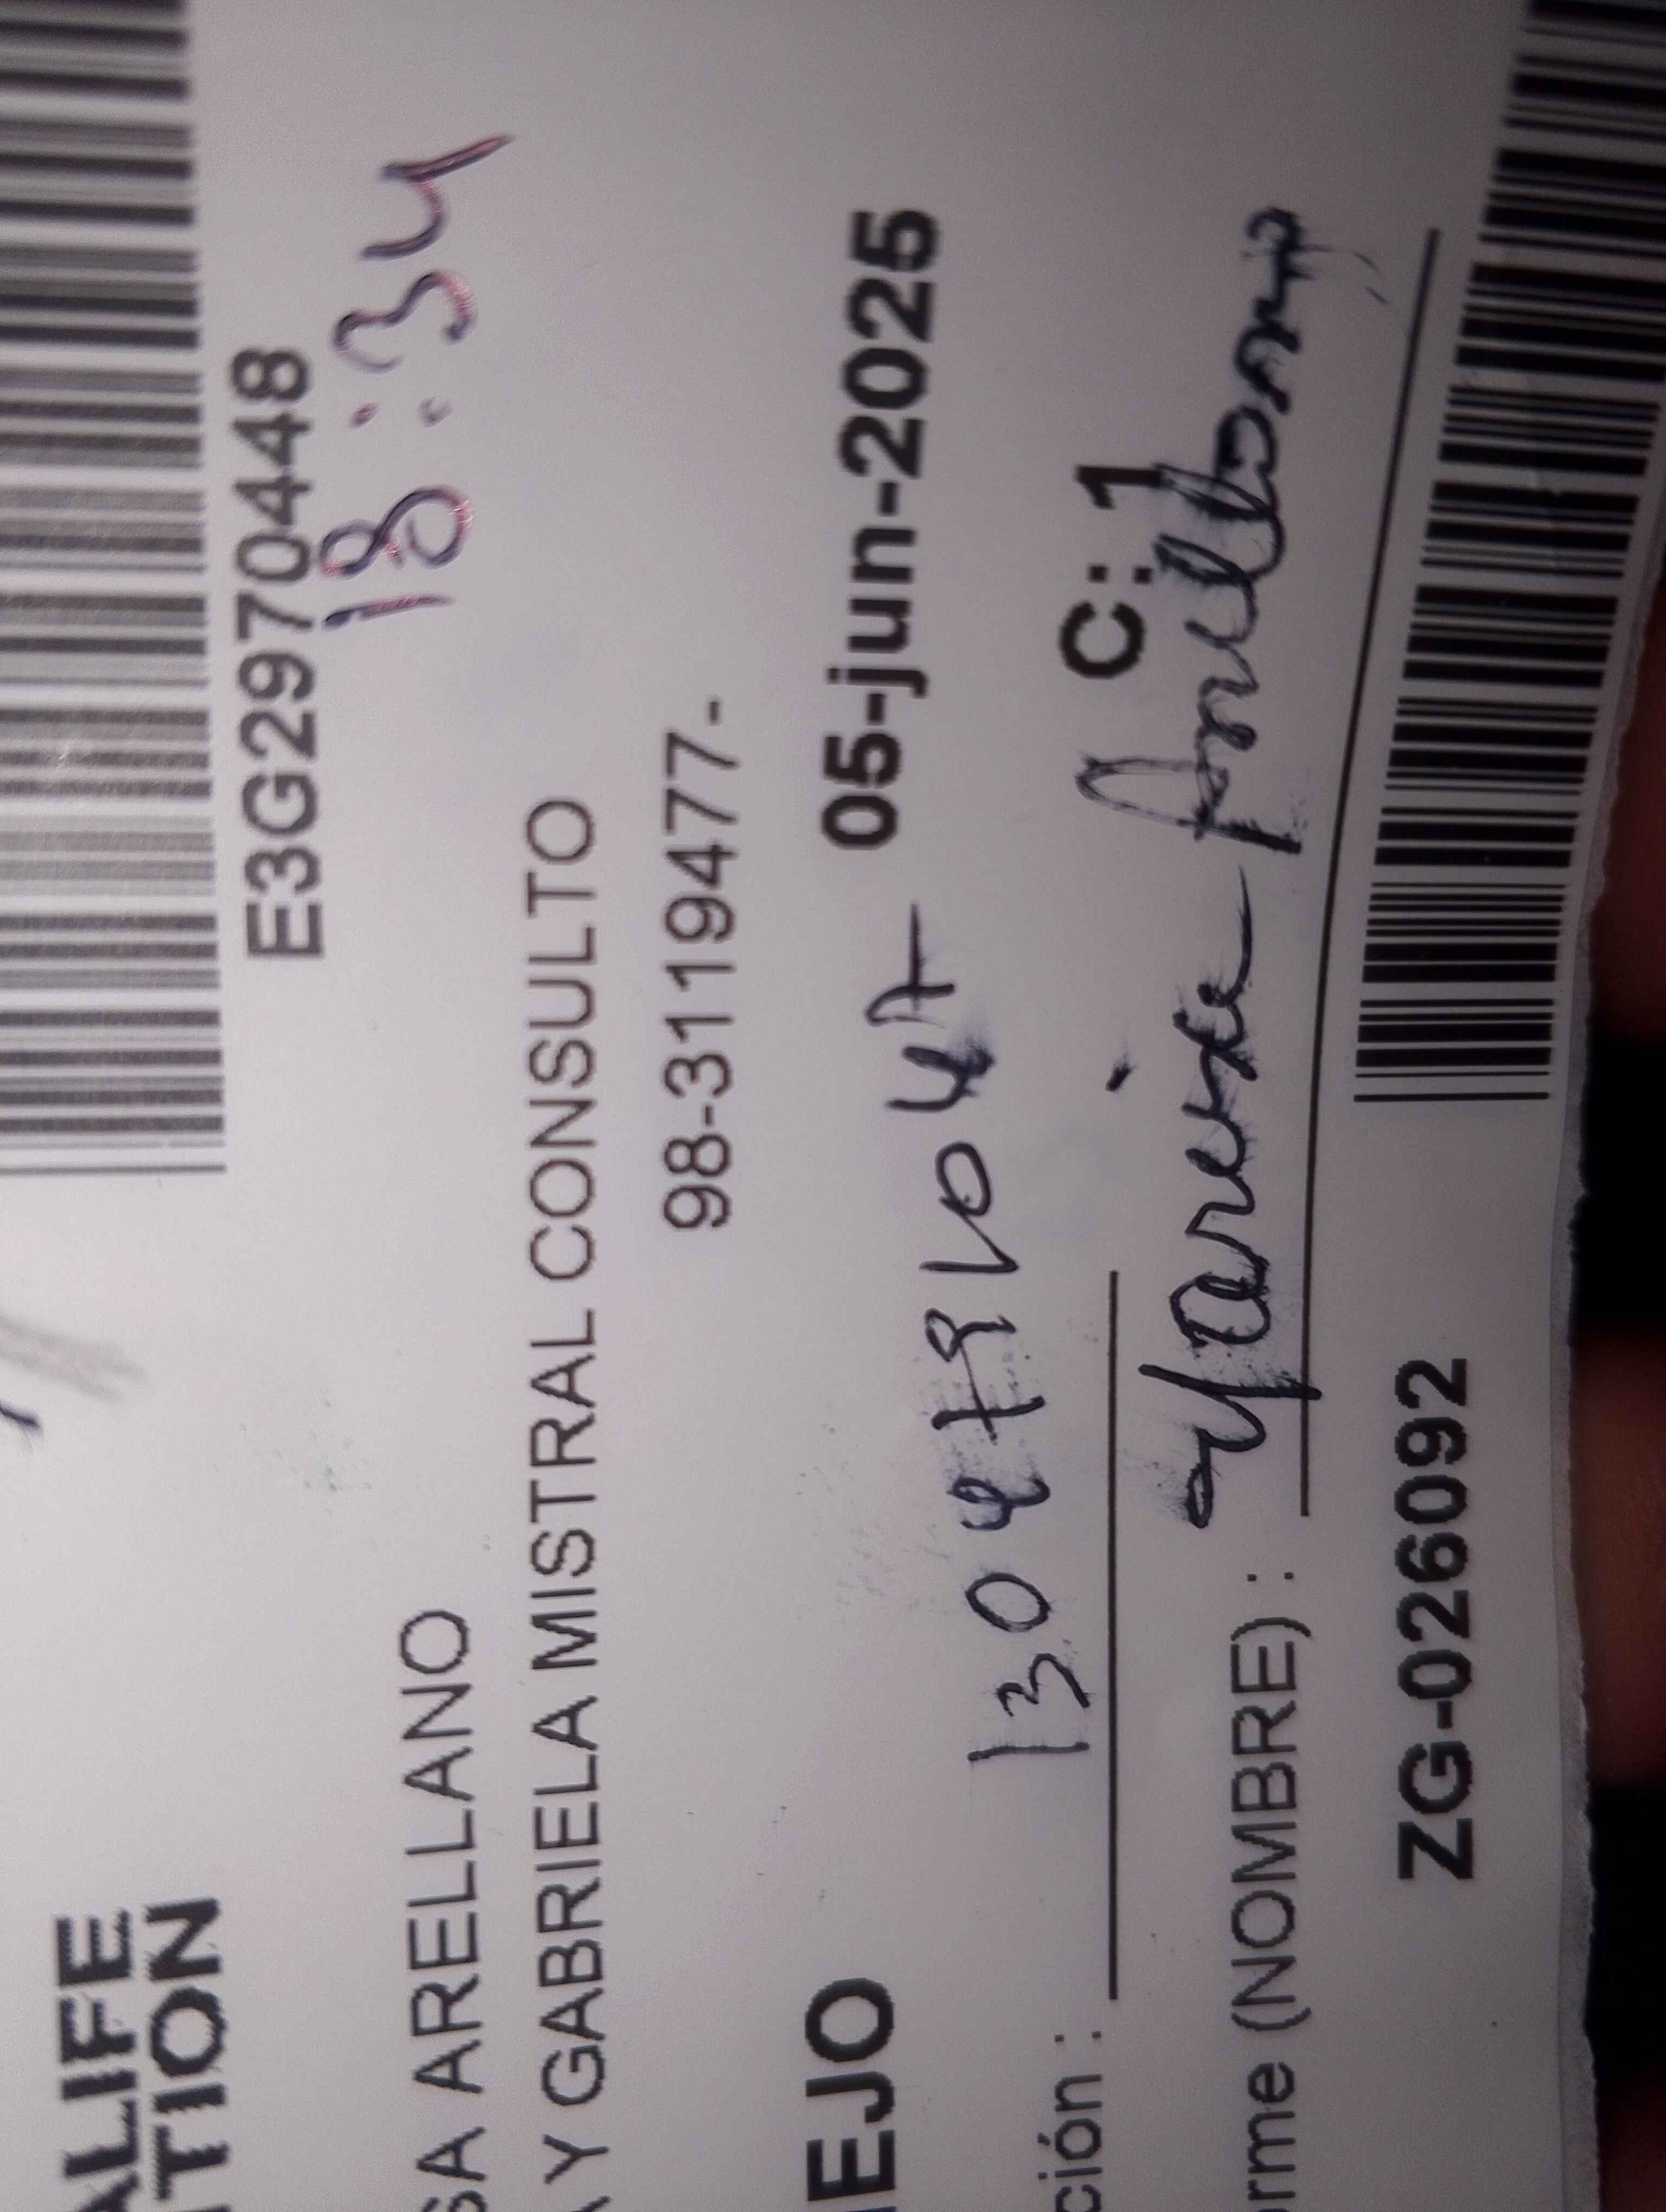 ALIFE
TION
E3G2970448
18:34
SA ARELLANO
Y GABRIELA MISTRAL CONSULTO
98-3119477-
EJO 05-jun-2025
ción : C: 1
rme (NOMBRE) : Arellano
ZG-026092